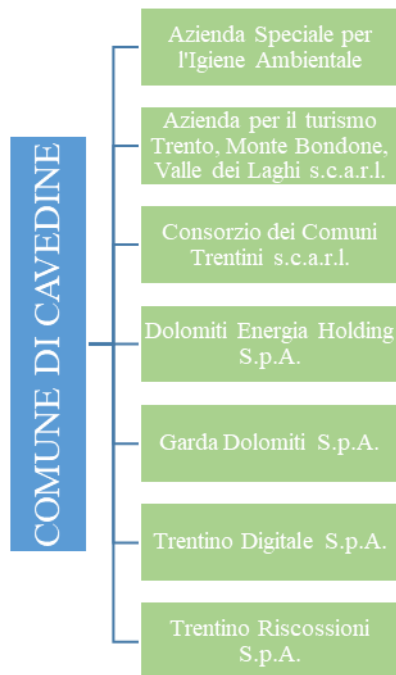 COMUNE DI CAVEDINE
Azienda Speciale per
l'Igiene Ambientale
Azienda per il turismo
Trento, Monte Bondone,
Valle dei Laghi s.c.a.r.l.
Consorzio dei Comuni
Trentini s.c.a.r.l.
Dolomiti Energia Holding
S.p.A.
Garda Dolomiti S.p.A.
Trentino Digitale S.p.A.
Trentino Riscossioni
S.p.A.